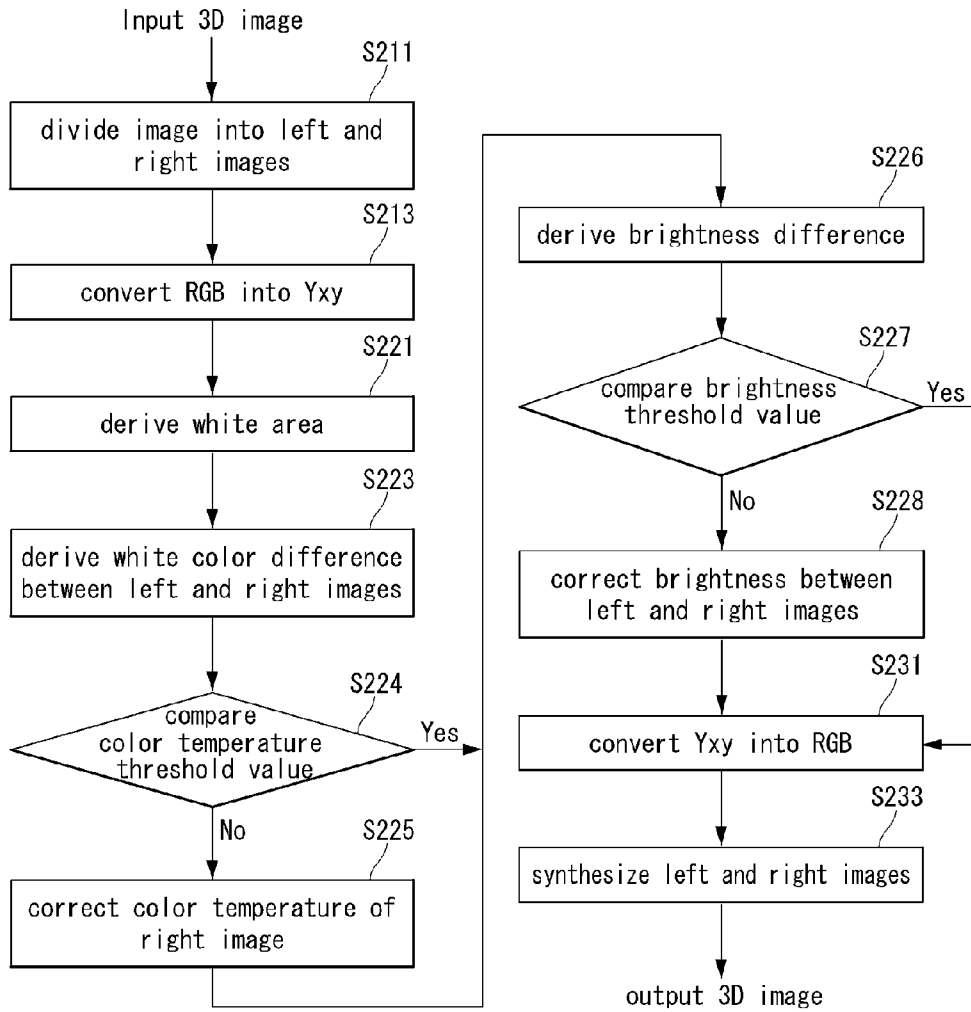 Input 3D image
S211
divide image into left and
right images
S213
convert RGB into Yxy
S221
derive white area
S223
derive white color difference
between left and right images
S224
compare
color temperature
threshold value
Yes
No
S225
correct color temperature of
right image
S226
derive brightness difference
S227
compare brightness
threshold value
Yes
No
S228
correct brightness between
left and right images
S231
convert Yxy into RGB
S233
synthesize left and right images
output 3D image